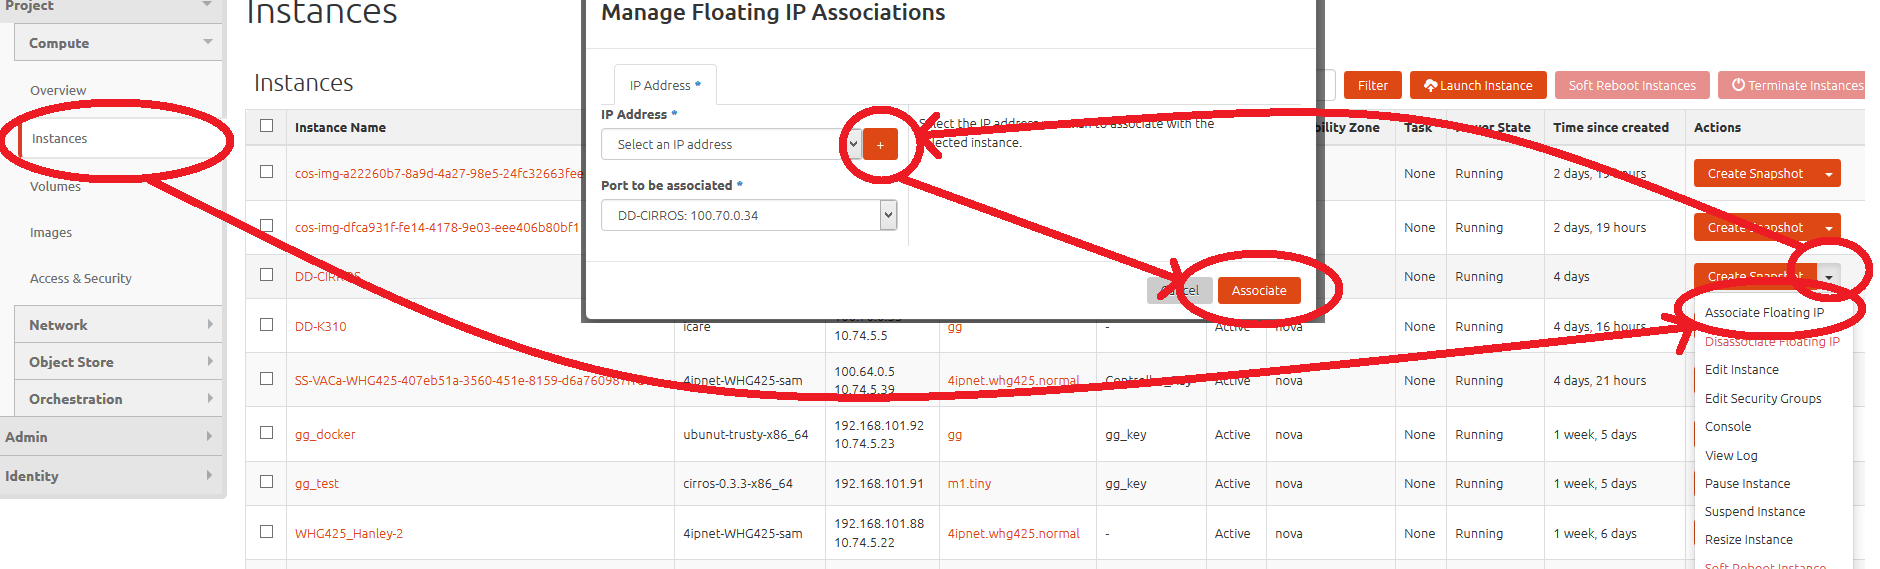 Project
Compute
Overview
Instances
Volumes
Images
Access & Security
Network
Object Store
Orchestration
Admin
Identity
Instances
Instances
Filter
Launch Instance
Soft Reboot Instances
Terminate Instances
Instance Name
Zone
Task
State
Time since created
Actions
cos-img-a22260b7-8a9d-4a27-98e5-24fc32663fee
None
Running
2 days, 19 hours
Create Snapshot
cos-img-dfca931f-fe14-4178-9e03-eee406b80bf1
None
Running
2 days, 19 hours
Create Snapshot
DD-CIRROS
None
Running
4 days
Create Snapshot
DD-K310
icare
10.74.5.5
gg
-
Active
nova
None
Running
4 days, 16 hours
SS-VACa-WHG425-407eb51a-3560-451e-8159-
4ipnet-WHG425-sam
100.64.0.5
10.74.5.39
4ipnet.whg425.normal
Active
nova
None
Running
4 days, 21 hours
gg_docker
ubunut-trusty-x86_64
192.168.101.92
10.74.5.23
gg
gg_key
Active
nova
None
Running
1 week, 5 days
gg_test
cirros-0.3.3-x86_64
192.168.101.91
m1.tiny
gg_key
Active
nova
None
Running
1 week, 5 days
WHG425_Hanley-2
4ipnet-WHG425-sam
192.168.101.88
10.74.5.22
4ipnet.whg425.normal
-
Active
nova
None
Running
1 week, 6 days
Manage Floating IP Associations
IP Address *
IP Address *
Select an IP address
+
Port to be associated *
DD-CIRROS: 100.70.0.34
Select the IP address to associate with the
selected instance.
Cancel
Associate
Associate Floating IP
Disassociate Floating IP
Edit Instance
Edit Security Groups
Console
View Log
Pause Instance
Suspend Instance
Resize Instance
Soft Reboot Instance